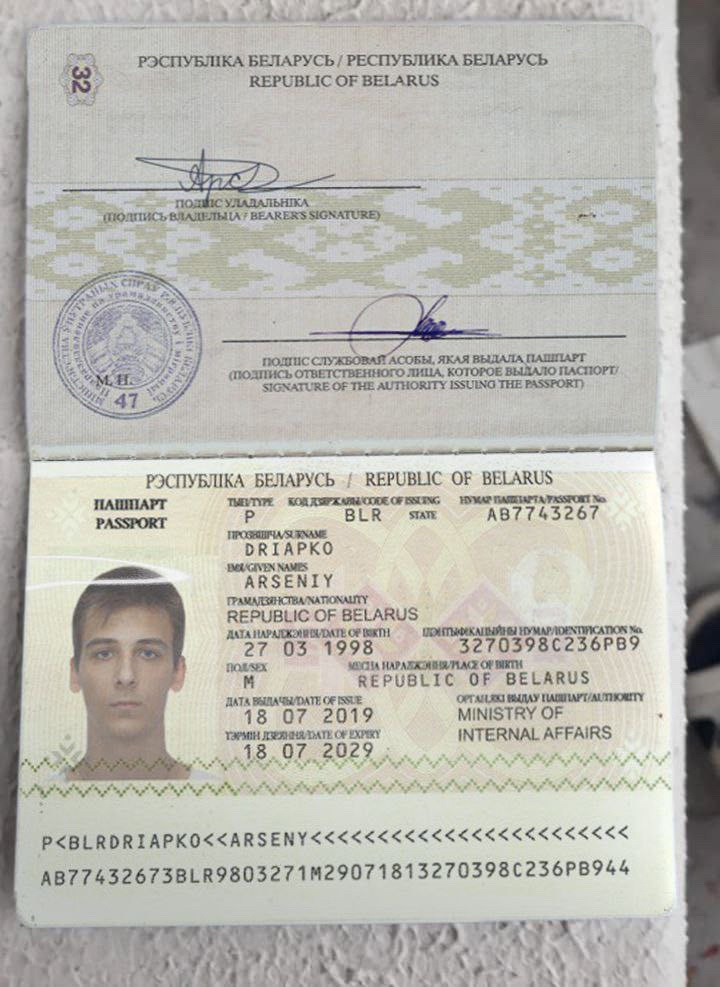 32
РЭСПУБЛІКА БЕЛАРУСЬ / РЕСПУБЛИКА БЕЛАРУСЬ
REPUBLIC OF BELARUS
ПОДПІС УЛАДАЛЬНІКА
(ПОДПИСЬ ВЛАДЕЛЬЦА / BEARER'S SIGNATURE)
М. П.
47
ПОДПІС СЛУЖБОВАЙ АСОБЫ, ЯКАЯ ВЫДАЛА ПАШПАРТ
(ПОДПИСЬ ОТВЕТСТВЕННОГО ЛИЦА, КОТОРОЕ ВЫДАЛО ПАСПОРТ/
SIGNATURE OF THE AUTHORITY ISSUING THE PASSPORT)
РЭСПУБЛІКА БЕЛАРУСЬ / REPUBLIC OF BELARUS
ПАШПАРТ
PASSPORT
ТЫП/TYPE КОД ДЗЯРЖАВЫ/CODE OF ISSUING НУМАР ПАШПАРТА/PASSPORT No.
P BLR STATE AB7743267
ПРОЗВІШЧА/SURNAME
DRIAPKO
ІМЯ/GIVEN NAMES
ARSENIY
ГРАМАДЗЯНСТВА/NATIONALITY
REPUBLIC OF BELARUS
ДАТА НАРАДЖЭННЯ/DATE OF BIRTH ІДЭНТЫФІКАЦЫЙНЫ НУМАР/IDENTIFICATION No.
27 03 1998 3270398C236PB9
ПОЛ/SEX МЕСЦА НАРАДЖЭННЯ/PLACE OF BIRTH
M REPUBLIC OF BELARUS
ДАТА ВЫДАЧЫ/DATE OF ISSUE ОРГАН, ЯКІ ВЫДАЎ ПАШПАРТ/AUTHORITY
18 07 2019 MINISTRY OF
ТЭРМІН ДЗЕЯННЯ/DATE OF EXPIRY INTERNAL AFFAIRS
18 07 2029
P<BLRDRIAPKO<<ARSENY<<<<<<<<<<<<<<<<<<<<<<<<
AB77432673BLR9803271M29071813270398C236PB944